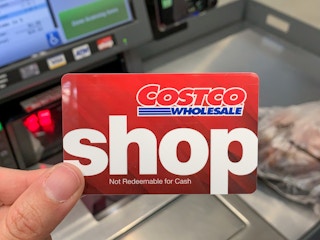 COSTCO
WHOLESALE
shop
Not Redeemable for Cash